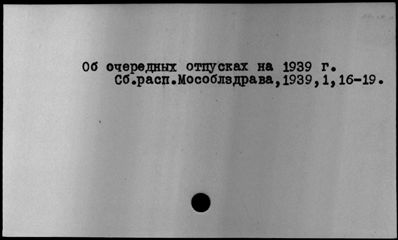 Об очередных отпусках на 1939 г.
Сб.расп.Мособлздрава,1939,1,16-19.